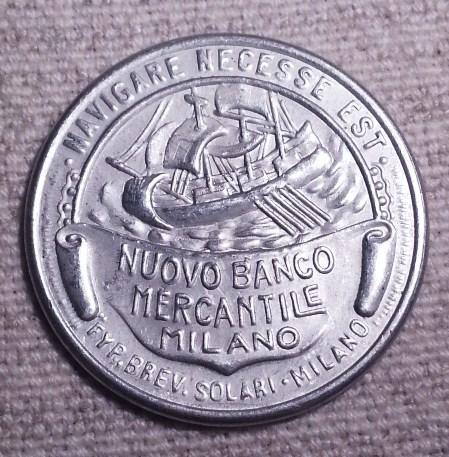 · NAVIGARE NECESSE EST ·
NUOVO BANCO
MERCANTILE
MILANO
FYP. BREV. SOLARI · MILANO